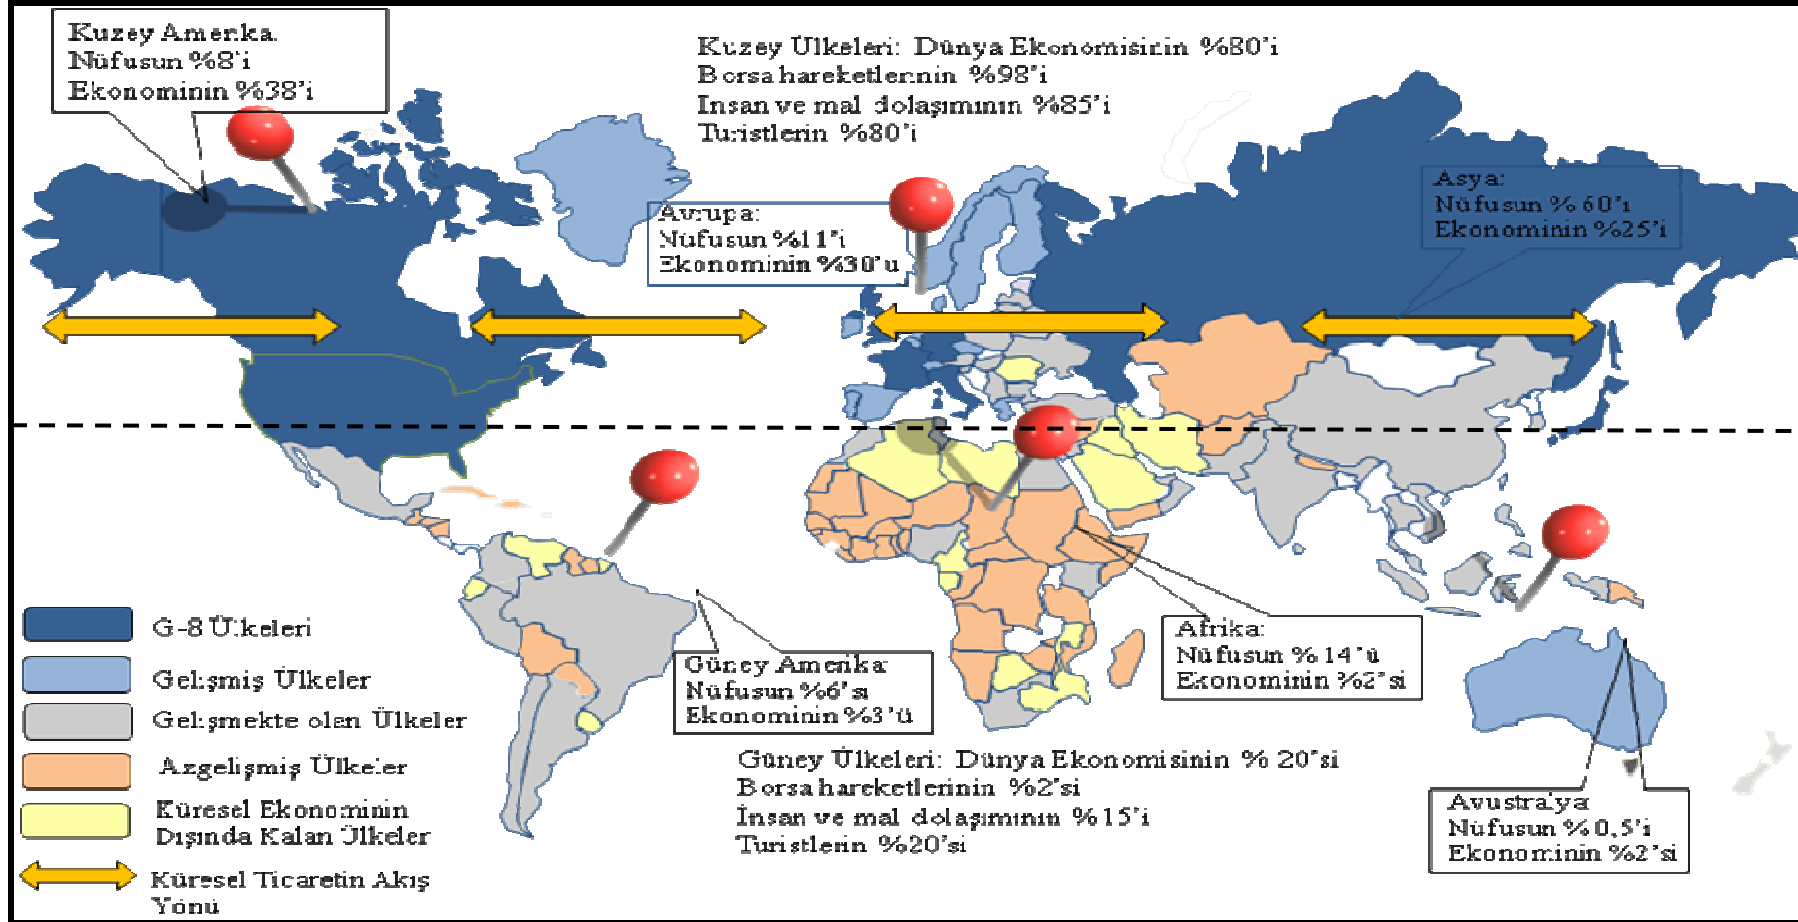 Kuzey Amerika:
Nüfusun %8'i
Ekonominin %38'i
Kuzey Ülkeleri: Dünya Ekonomisinin %80'i
Borsa hareketlerinin %98'i
İnsan ve mal dolaşımının %85'i
Turistlerin %80'i
Avrupa:
Nüfusun %11'i
Ekonominin %30'u
Asya:
Nüfusun % 60'ı
Ekonominin %25'i
G-8 Ülkeleri
Gelişmiş Ülkeler
Gelişmekte olan Ülkeler
Azgelişmiş Ülkeler
Küresel Ekonominin
Dışında Kalan Ülkeler
Küresel Ticaretin Akış
Yönü
Güney Amerika
Nüfusun %6'sı
Ekonominin %3'ü
Afrika:
Nüfusun % 14'ü
Ekonominin %2'si
Güney Ülkeleri: Dünya Ekonomisinin % 20'si
Borsa hareketlerinin %2'si
İnsan ve mal dolaşımının %15'i
Turistlerin %20'si
Avustralya
Nüfusun % 0,5'i
Ekonominin %2'si